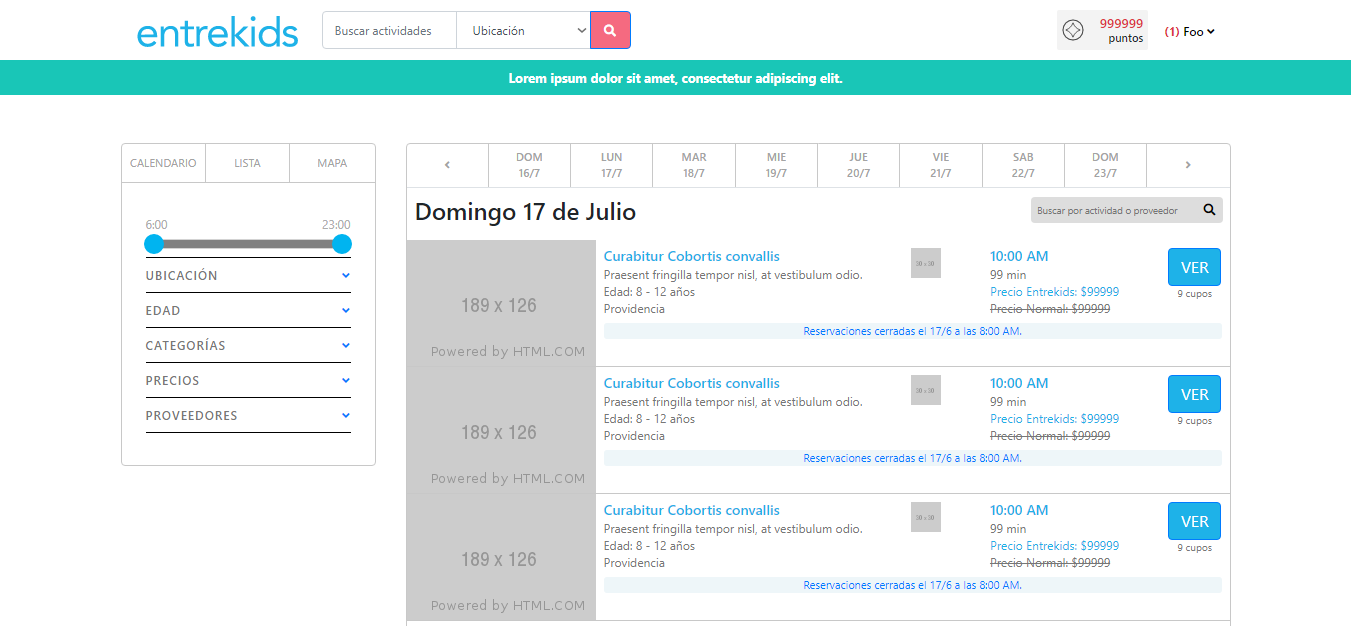 entrekids
Buscar actividades
Ubicación
999999
puntos
(1) Foo
Lorem ipsum dolor sit amet, consectetur adipiscing elit.
CALENDARIO LISTA MAPA
6:00 23:00
UBICACIÓN
EDAD
CATEGORÍAS
PRECIOS
PROVEEDORES
DOM LUN MAR MIE JUE VIE SAB DOM
16/7 17/7 18/7 19/7 20/7 21/7 22/7 23/7
Domingo 17 de Julio
Buscar por actividad o proveedor
189 x 126
Powered by HTML.COM
Curabitur Cobortis convallis
Praesent fringilla tempor nisl, at vestibulum odio.
Edad: 8 - 12 años
Providencia
30 x 30
10:00 AM
99 min
Precio Entrekids: $99999
Precio Normal: $99999
VER
9 cupos
Reservaciones cerradas el 17/6 a las 8:00 AM.
189 x 126
Powered by HTML.COM
Curabitur Cobortis convallis
Praesent fringilla tempor nisl, at vestibulum odio.
Edad: 8 - 12 años
Providencia
30 x 30
10:00 AM
99 min
Precio Entrekids: $99999
Precio Normal: $99999
VER
9 cupos
Reservaciones cerradas el 17/6 a las 8:00 AM.
189 x 126
Powered by HTML.COM
Curabitur Cobortis convallis
Praesent fringilla tempor nisl, at vestibulum odio.
Edad: 8 - 12 años
Providencia
30 x 30
10:00 AM
99 min
Precio Entrekids: $99999
Precio Normal: $99999
VER
9 cupos
Reservaciones cerradas el 17/6 a las 8:00 AM.